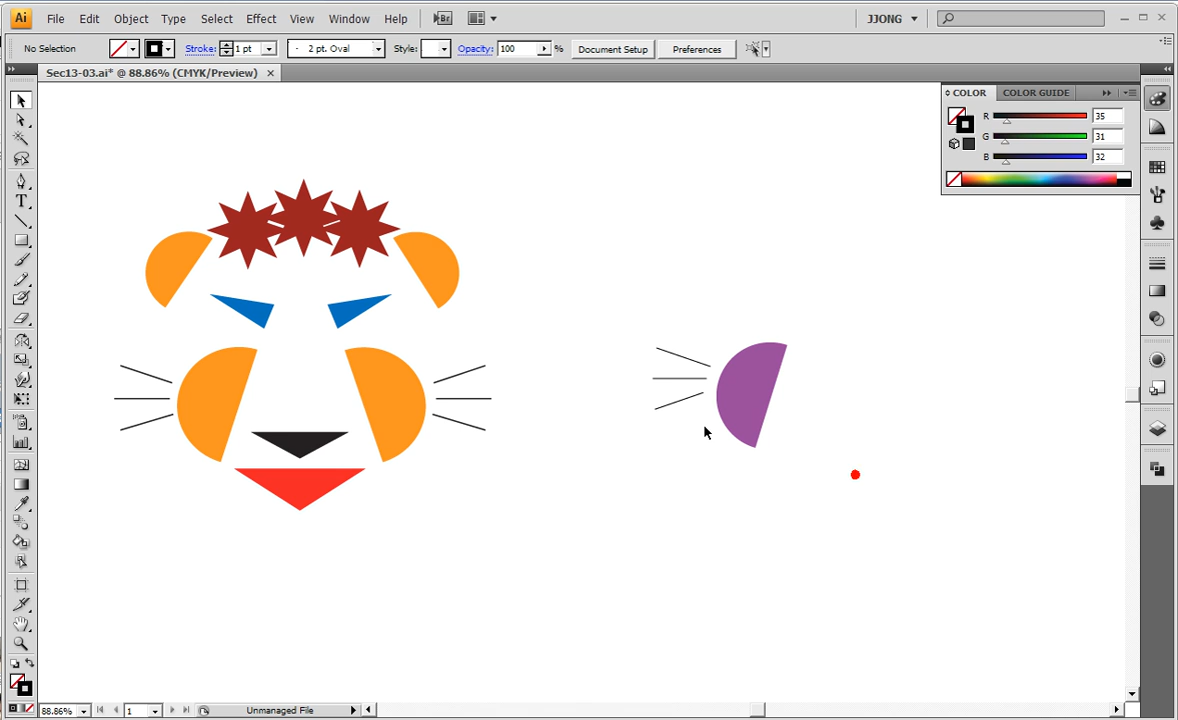 Ai File Edit Object Type Select Effect View Window Help Br JJONG
No Selection Stroke: 1 pt 2 pt. Oval Style: Opacity: 100 % Document Setup Preferences
Sec13-03.ai* @ 88.86% (CMYK/Preview) ×
COLOR COLOR GUIDE
R 35
G 31
B 32
T
88.86% 1 Unmanaged File